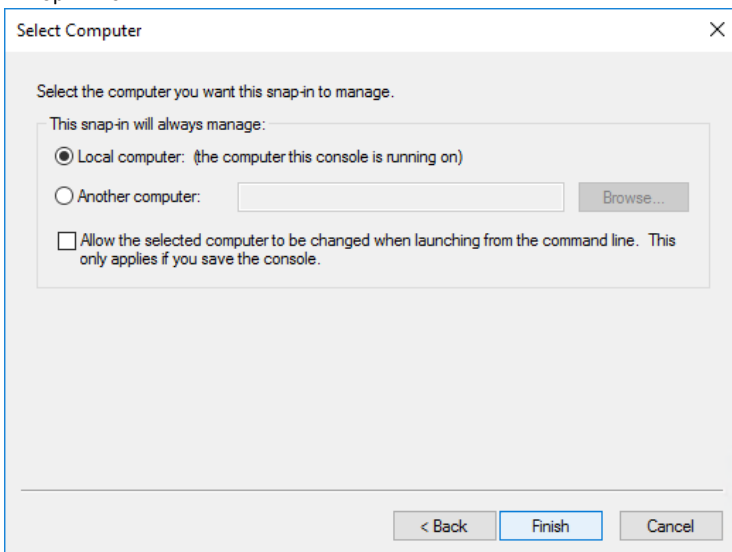 Select Computer
Select the computer you want this snap-in to manage.
This snap-in will always manage:
Local computer: (the computer this console is running on)
Another computer:
Browse...
Allow the selected computer to be changed when launching from the command line. This
only applies if you save the console.
< Back
Finish
Cancel